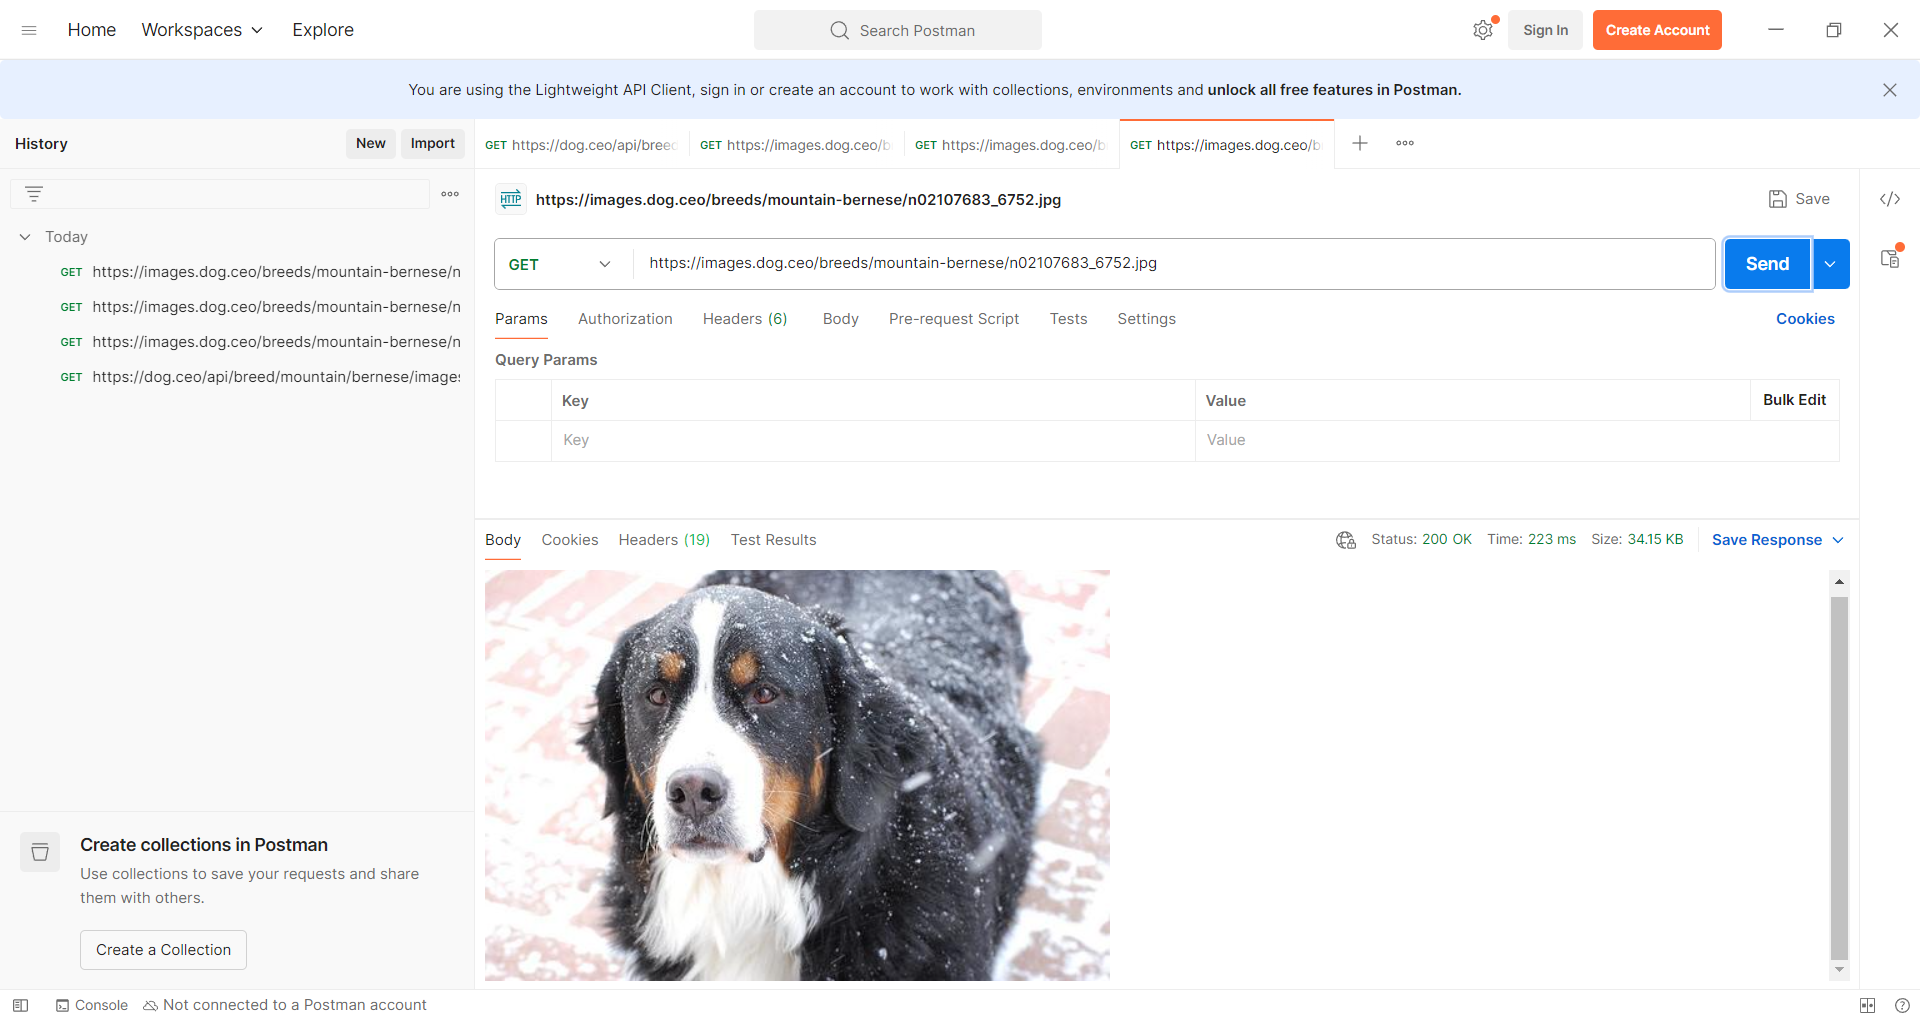 Home
Workspaces
Explore
Search Postman
Sign In
Create Account
You are using the Lightweight API Client, sign in or create an account to work with collections, environments and unlock all free features in Postman.
History
New
Import
GET https://dog.ceo/api/breed
GET https://images.dog.ceo/b
GET https://images.dog.ceo/b
GET https://images.dog.ceo/b
HTTP
https://images.dog.ceo/breeds/mountain-bernese/n02107683_6752.jpg
Save
Today
GET https://images.dog.ceo/breeds/mountain-bernese/n
GET https://images.dog.ceo/breeds/mountain-bernese/n
GET https://images.dog.ceo/breeds/mountain-bernese/n
GET https://dog.ceo/api/breed/mountain/bernese/images
GET
https://images.dog.ceo/breeds/mountain-bernese/n02107683_6752.jpg
Send
Params
Authorization
Headers (6)
Body
Pre-request Script
Tests
Settings
Cookies
Query Params
Key
Value
Bulk Edit
Key
Value
Body
Cookies
Headers (19)
Test Results
Status: 200 OK
Time: 223 ms
Size: 34.15 KB
Save Response
Create collections in Postman
Use collections to save your requests and share
them with others.
Create a Collection
Console
Not connected to a Postman account